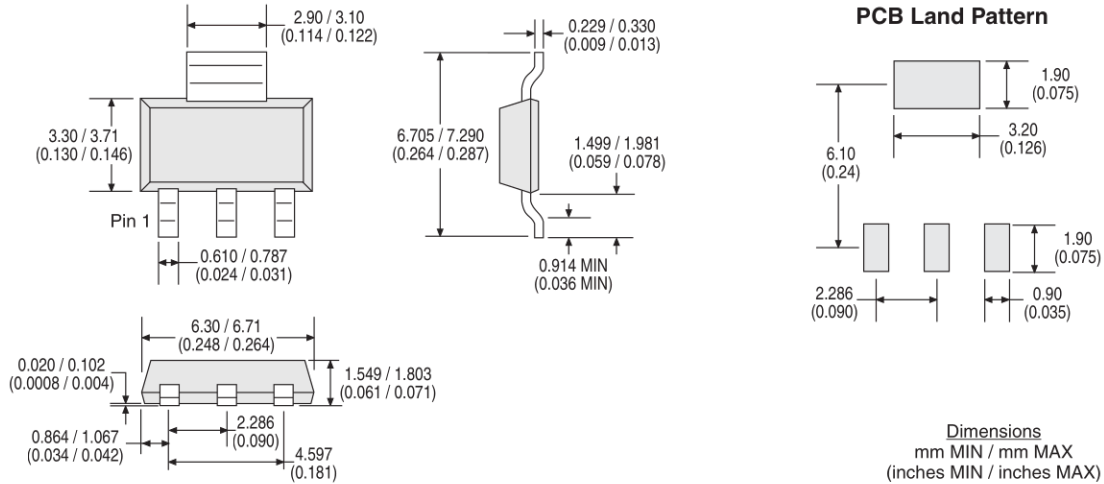 2.90 / 3.10
(0.114 / 0.122)
3.30 / 3.71
(0.130 / 0.146)
Pin 1
0.610 / 0.787
(0.024 / 0.031)
0.229 / 0.330
(0.009 / 0.013)
6.705 / 7.290
(0.264 / 0.287)
1.499 / 1.981
(0.059 / 0.078)
0.914 MIN
(0.036 MIN)
PCB Land Pattern
1.90
(0.075)
3.20
(0.126)
6.10
(0.24)
1.90
(0.075)
2.286
(0.090)
0.90
(0.035)
6.30 / 6.71
(0.248 / 0.264)
0.020 / 0.102
(0.0008 / 0.004)
1.549 / 1.803
(0.061 / 0.071)
0.864 / 1.067
(0.034 / 0.042)
2.286
(0.090)
4.597
(0.181)
Dimensions
mm MIN / mm MAX
(inches MIN / inches MAX)